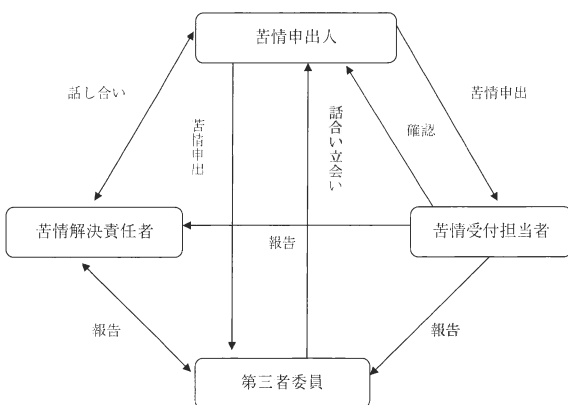 苦情申出人
話し合い
苦情申出
苦情申出
話合い立会い
確認
苦情解決責任者
報告
苦情受付担当者
報告
報告
第三者委員